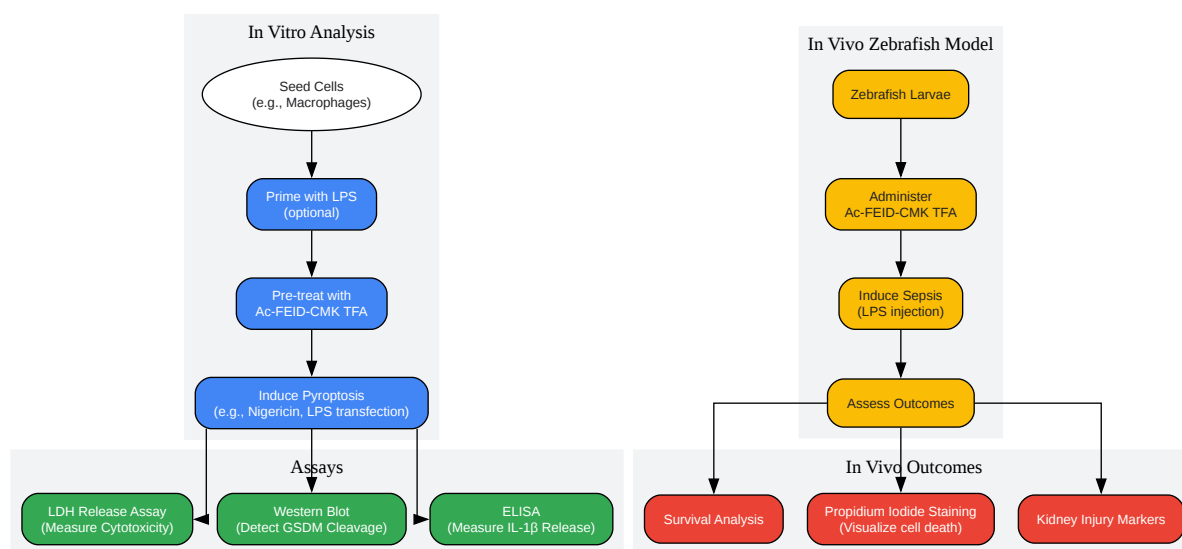 In Vitro Analysis
Seed Cells
(e.g., Macrophages)
Prime with LPS
(optional)
Pre-treat with
Ac-FEID-CMK TFA
Induce Pyroptosis
(e.g., Nigericin, LPS transfection)
Assays
LDH Release Assay
(Measure Cytotoxicity)
Western Blot
(Detect GSDM Cleavage)
ELISA
(Measure IL-1β Release)
In Vivo Zebrafish Model
Zebrafish Larvae
Administer
Ac-FEID-CMK TFA
Induce Sepsis
(LPS injection)
Assess Outcomes
In Vivo Outcomes
Survival Analysis
Propidium Iodide Staining
(Visualize cell death)
Kidney Injury Markers